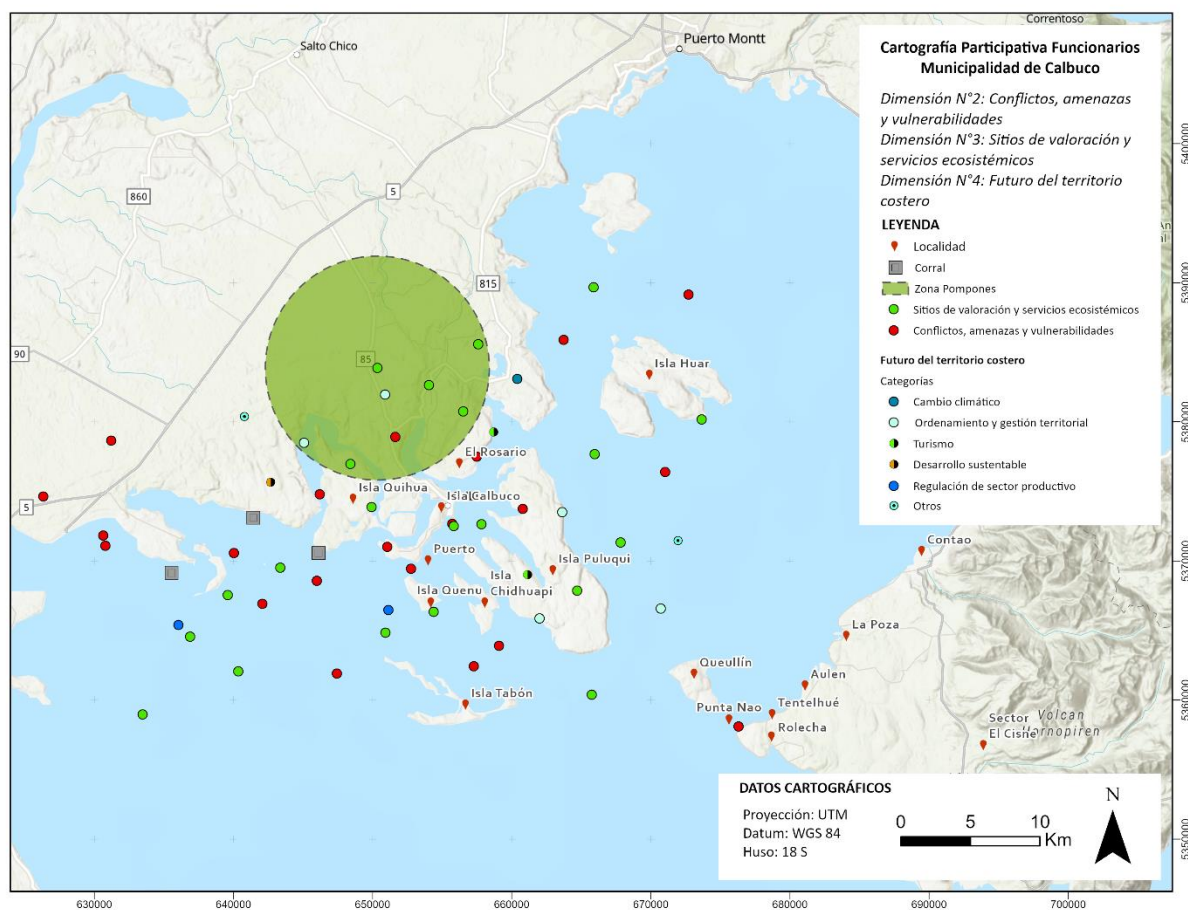 Correntoso
Puerto Montt
Salto Chico
Cartografía Participativa Funcionarios
Municipalidad de Calbuco
Dimensión N°2: Conflictos, amenazas
y vulnerabilidades
Dimensión N°3: Sitios de valoración y
servicios ecosistémicos
Dimensión N°4: Futuro del territorio
costero
LEYENDA
Localidad
Corral
Zona Pompones
Sitios de valoración y servicios ecosistémicos
Conflictos, amenazas y vulnerabilidades
Futuro del territorio costero
Categorías
Cambio climático
Ordenamiento y gestión territorial
Turismo
Desarrollo sustentable
Regulación de sector productivo
Otros
5400000
5390000
5380000
5370000
5360000
5350000
5
860
815
90
85
5
Isla Huar
El Rosario
Isla Quihua
Isla Calbuco
Puerto
Isla Puluqui
Isla
Chidhuapi
Isla Quenu
Contao
La Poza
Queullín
Aulen
Isla Tabón
Punta Nao
Tentelhué
Rolecha
Sector
El Cisne
Volcan
Hornopiren
DATOS CARTOGRÁFICOS
Proyección: UTM
Datum: WGS 84
Huso: 18 S
0 5 10
Km
N
630000 640000 650000 660000 670000 680000 690000 700000